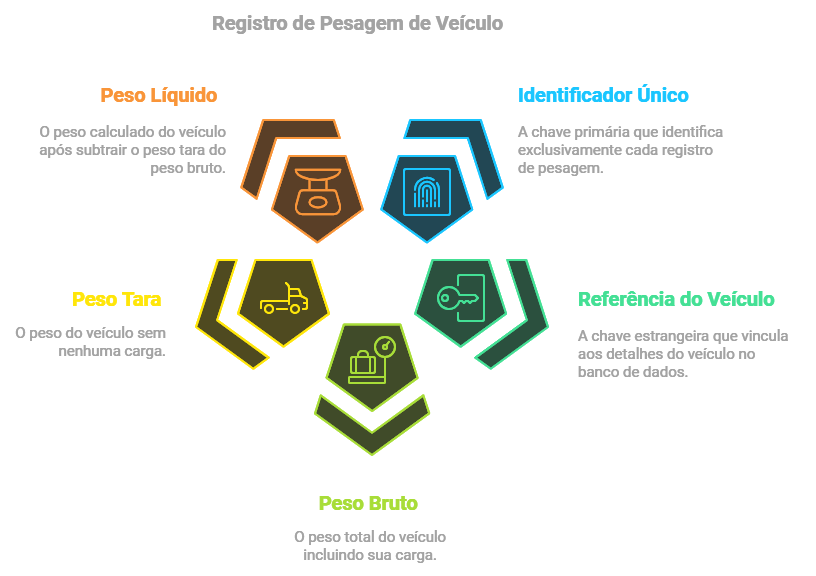 Registro de Pesagem de Veículo
Peso Líquido
O peso calculado do veículo
após subtrair o peso tara do
peso bruto.
Identificador Único
A chave primária que identifica
exclusivamente cada registro
de pesagem.
Peso Tara
O peso do veículo sem
nenhuma carga.
Referência do Veículo
A chave estrangeira que vincula
aos detalhes do veículo no
banco de dados.
Peso Bruto
O peso total do veículo
incluindo sua carga.